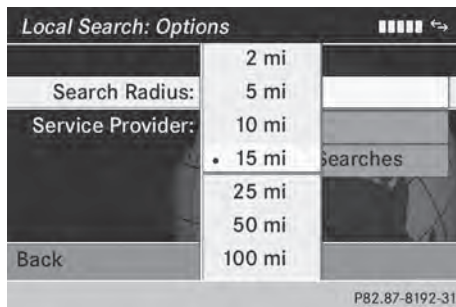 Local Search: Options
2 mi
Search Radius: 5 mi
Service Provider: 10 mi
• 15 mi Searches
25 mi
50 mi
Back 100 mi
P82.87-8192-31